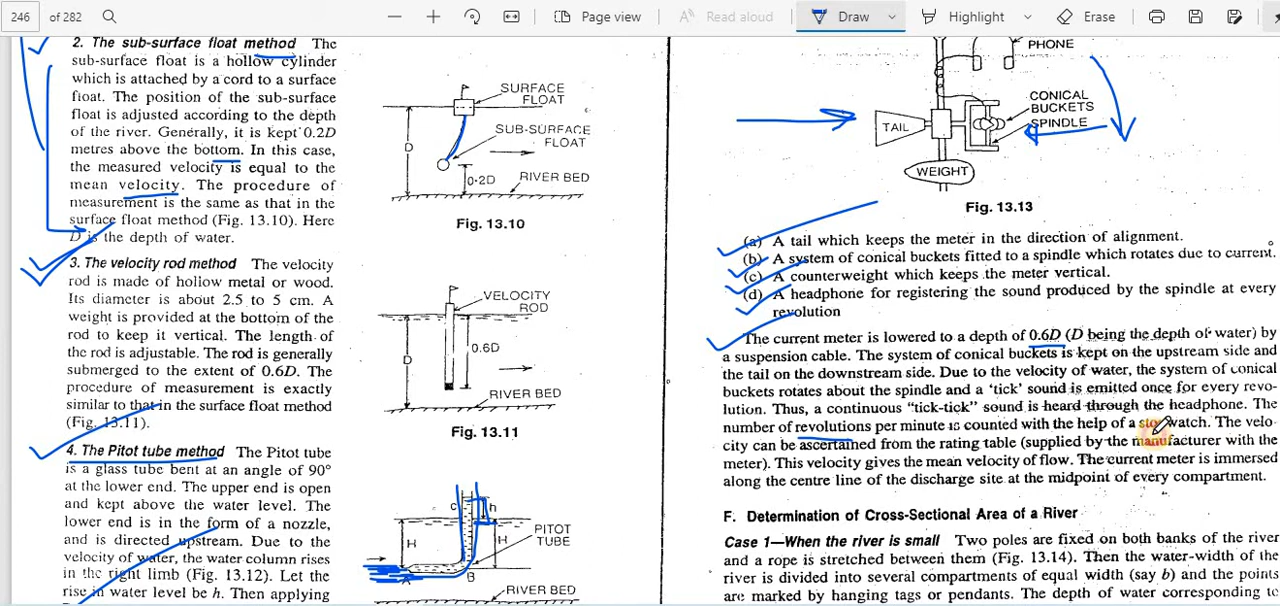 246 of 282 Page view Read aloud Draw Highlight Erase
2. The sub-surface float method The
sub-surface float is a hollow cylinder
which is attached by a cord to a surface
float. The position of the sub-surface
float is adjusted according to the depth
of the river. Generally, it is kept 0.2D
metres above the bottom. In this case,
the measured velocity is equal to the
mean velocity. The procedure of
measurement is the same as that in the
surface float method (Fig. 13.10). Here
D is the depth of water.
SURFACE
FLOAT
SUB-SURFACE
FLOAT
D
0·2D
RIVER BED
Fig. 13.10
3. The velocity rod method The velocity
rod is made of hollow metal or wood.
Its diameter is about 2.5 to 5 cm. A
weight is provided at the bottom of the
rod to keep it vertical. The length of
the rod is adjustable. The rod is generally
submerged to the extent of 0.6D. The
procedure of measurement is exactly
similar to that in the surface float method
(Fig. 13.11).
VELOCITY
ROD
D
0.6D
RIVER BED
Fig. 13.11
4. The Pitot tube method The Pitot tube
is a glass tube bent at an angle of 90°
at the lower end. The upper end is open
and kept above the water level. The
lower end is in the form of a nozzle,
and is directed upstream. Due to the
velocity of water, the water column rises
in the right limb (Fig. 13.12). Let the
rise in water level be h. Then applying
C
h
H
H
PITOT
TUBE
A
B
RIVER BED
PHONE
CONICAL
BUCKETS
SPINDLE
TAIL
WEIGHT
Fig. 13.13
(a) A tail which keeps the meter in the direction of alignment.
(b) A system of conical buckets fitted to a spindle which rotates due to current.
(c) A counterweight which keeps the meter vertical.
(d) A headphone for registering the sound produced by the spindle at every
revolution
The current meter is lowered to a depth of 0.6D (D being the depth of water) by
a suspension cable. The system of conical buckets is kept on the upstream side and
the tail on the downstream side. Due to the velocity of water, the system of conical
buckets rotates about the spindle and a ‘tick’ sound is emitted once for every revo-
lution. Thus, a continuous “tick-tick” sound is heard through the headphone. The
number of revolutions per minute is counted with the help of a stopwatch. The velo-
city can be ascertained from the rating table (supplied by the manufacturer with the
meter). This velocity gives the mean velocity of flow. The current meter is immersed
along the centre line of the discharge site at the midpoint of every compartment.
F. Determination of Cross-Sectional Area of a River
Case 1—When the river is small Two poles are fixed on both banks of the river
and a rope is stretched between them (Fig. 13.14). Then the water-width of the
river is divided into several compartments of equal width (say b) and the points
are marked by hanging tags or pendants. The depth of water corresponding to